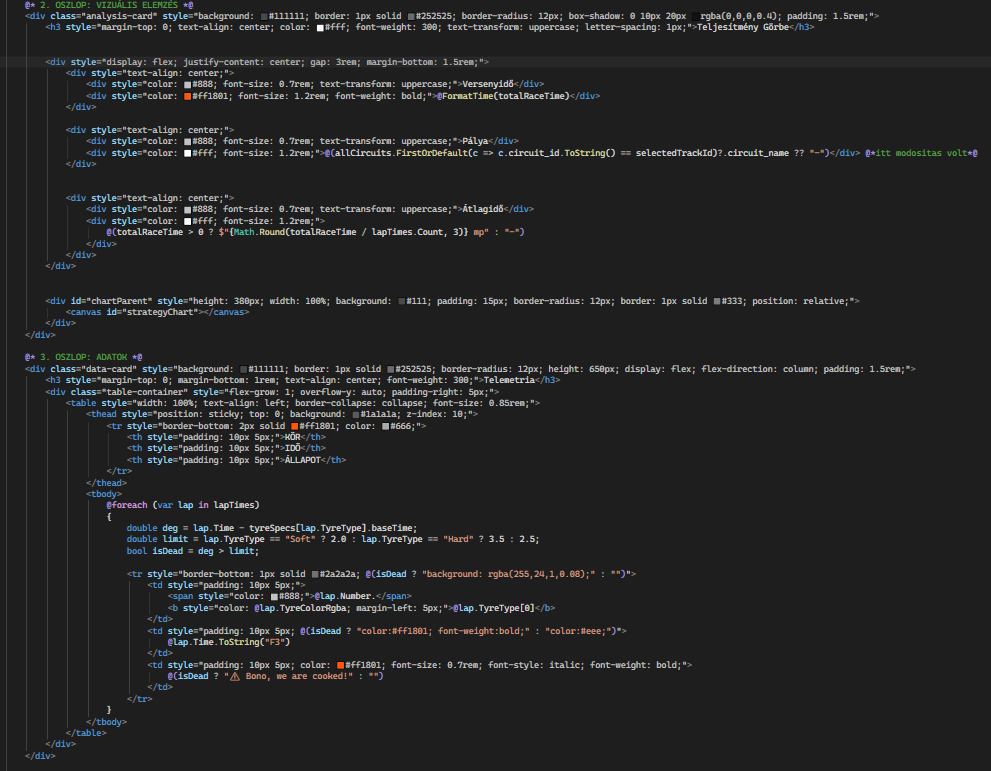 @* 2. OSZLOP: VIZUÁLIS ELEMZÉS *@
<div class="analysis-card" style="background: #111111; border: 1px solid #252525; border-radius: 12px; box-shadow: 0 10px 20px rgba(0,0,0,0.4); padding: 1.5rem;">
<h3 style="margin-top: 0; text-align: center; color: #fff; font-weight: 300; text-transform: uppercase; letter-spacing: 1px;">Teljesítmény Görbe</h3>
<div style="display: flex; justify-content: center; gap: 3rem; margin-bottom: 1.5rem;">
<div style="text-align: center;">
<div style="color: #888; font-size: 0.7rem; text-transform: uppercase;">Versenyidő</div>
<div style="color: #ff1801; font-size: 1.2rem; font-weight: bold;">@FormatTime(totalRaceTime)</div>
</div>
<div style="text-align: center;">
<div style="color: #888; font-size: 0.7rem; text-transform: uppercase;">Pálya</div>
<div style="color: #fff; font-size: 1.2rem;">@(allCircuits.FirstOrDefault(c => c.circuit_id.ToString() == selectedTrackId)?.circuit_name ?? "-")</div> @*itt modositas volt*@
</div>
<div style="text-align: center;">
<div style="color: #888; font-size: 0.7rem; text-transform: uppercase;">Átlagidő</div>
<div style="color: #fff; font-size: 1.2rem;">
@(totalRaceTime > 0 ? $"{Math.Round(totalRaceTime / lapTimes.Count, 3)} mp" : "-")
</div>
</div>
</div>
<div id="chartParent" style="height: 380px; width: 100%; background: #111; padding: 15px; border-radius: 12px; border: 1px solid #333; position: relative;">
<canvas id="strategyChart"></canvas>
</div>
</div>
@* 3. OSZLOP: ADATOK *@
<div class="data-card" style="background: #111111; border: 1px solid #252525; border-radius: 12px; height: 650px; display: flex; flex-direction: column; padding: 1.5rem;">
<h3 style="margin-top: 0; margin-bottom: 1rem; text-align: center; font-weight: 300;">Telemetria</h3>
<div class="table-container" style="flex-grow: 1; overflow-y: auto; padding-right: 5px;">
<table style="width: 100%; text-align: left; border-collapse: collapse; font-size: 0.85rem;">
<thead style="position: sticky; top: 0; background: #1a1a1a; z-index: 10;">
<tr style="border-bottom: 2px solid #ff1801; color: #666;">
<th style="padding: 10px 5px;">KÖR</th>
<th style="padding: 10px 5px;">IDŐ</th>
<th style="padding: 10px 5px;">ÁLLAPOT</th>
</tr>
</thead>
<tbody>
@foreach (var lap in lapTimes)
{
double deg = lap.Time - tyreSpecs[lap.TyreType].baseTime;
double limit = lap.TyreType == "Soft" ? 2.0 : lap.TyreType == "Hard" ? 3.5 : 2.5;
bool isDead = deg > limit;
<tr style="border-bottom: 1px solid #2a2a2a; @(isDead ? "background: rgba(255,24,1,0.08);" : "")">
<td style="padding: 10px 5px;">
<span style="color: #888;">@lap.Number.</span>
<b style="color: @lap.TyreColorRgba; margin-left: 5px;">@lap.TyreType[0]</b>
</td>
<td style="padding: 10px 5px; @(isDead ? "color:#ff1801; font-weight:bold;" : "color:#eee;")">
@lap.Time.ToString("F3")
</td>
<td style="padding: 10px 5px; color: #ff1801; font-size: 0.7rem; font-style: italic; font-weight: bold;">
@(isDead ? "⚠ Bono, we are cooked!" : "")
</td>
</tr>
}
</tbody>
</table>
</div>
</div>